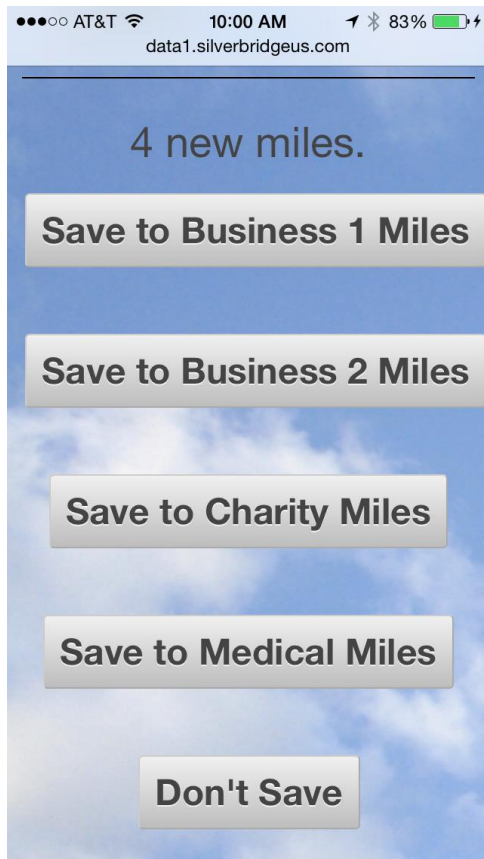 AT&T 10:00 AM 83%
data1.silverbridgeus.com
4 new miles.
Save to Business 1 Miles
Save to Business 2 Miles
Save to Charity Miles
Save to Medical Miles
Don't Save